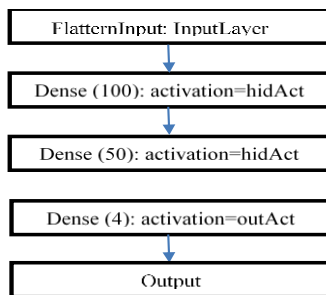 FlatternInput: InputLayer
Dense (100): activation=hidAct
Dense (50): activation=hidAct
Dense (4): activation=outAct
Output